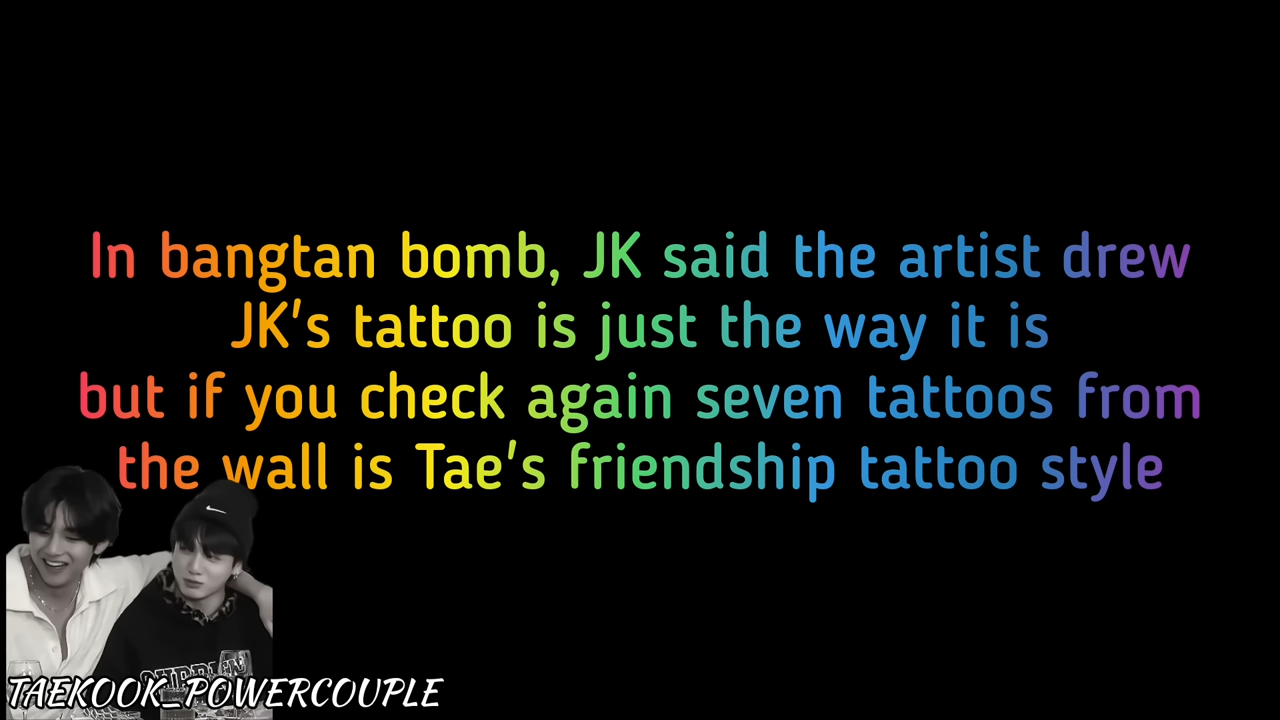 In bangtan bomb, JK said the artist drew
JK's tattoo is just the way it is
but if you check again seven tattoos from
the wall is Tae's friendship tattoo style
TAEKOOK_POWERCOUPLE